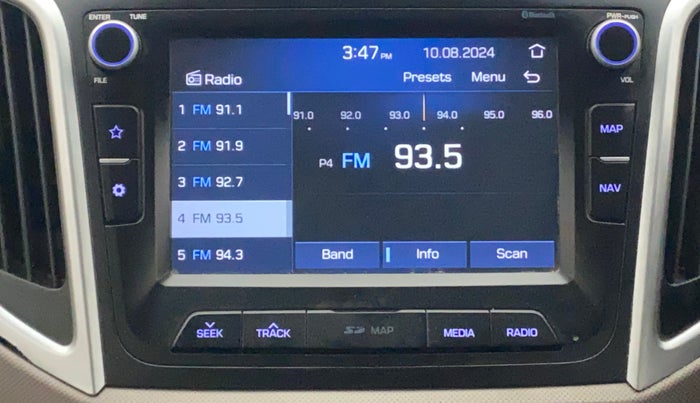 ENTER TUNE
Bluetooth
PWR-PUSH
3:47 PM 10.08.2024
Radio Presets Menu
FILE
VOL
1 FM 91.1
91.0 92.0 93.0 94.0 95.0 96.0
MAP
2 FM 91.9
P4 FM 93.5
3 FM 92.7
NAV
4 FM 93.5
5 FM 94.3
Band Info Scan
SEEK TRACK SD MAP MEDIA RADIO